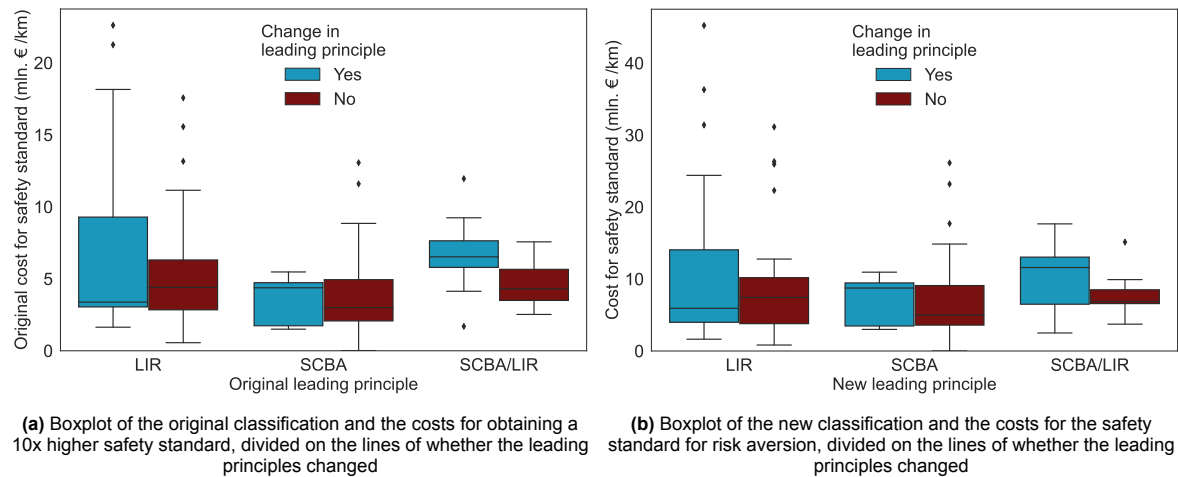 Original cost for safety standard (mln. € /km)
20
15
10
5
0
Change in
leading principle
Yes
No
LIR
SCBA
SCBA/LIR
Original leading principle
(a) Boxplot of the original classification and the costs for obtaining a
10x higher safety standard, divided on the lines of whether the leading
principles changed
Cost for safety standard (mln. € /km)
40
30
20
10
0
Change in
leading principle
Yes
No
LIR
SCBA
SCBA/LIR
New leading principle
(b) Boxplot of the new classification and the costs for the safety
standard for risk aversion, divided on the lines of whether the leading
principles changed